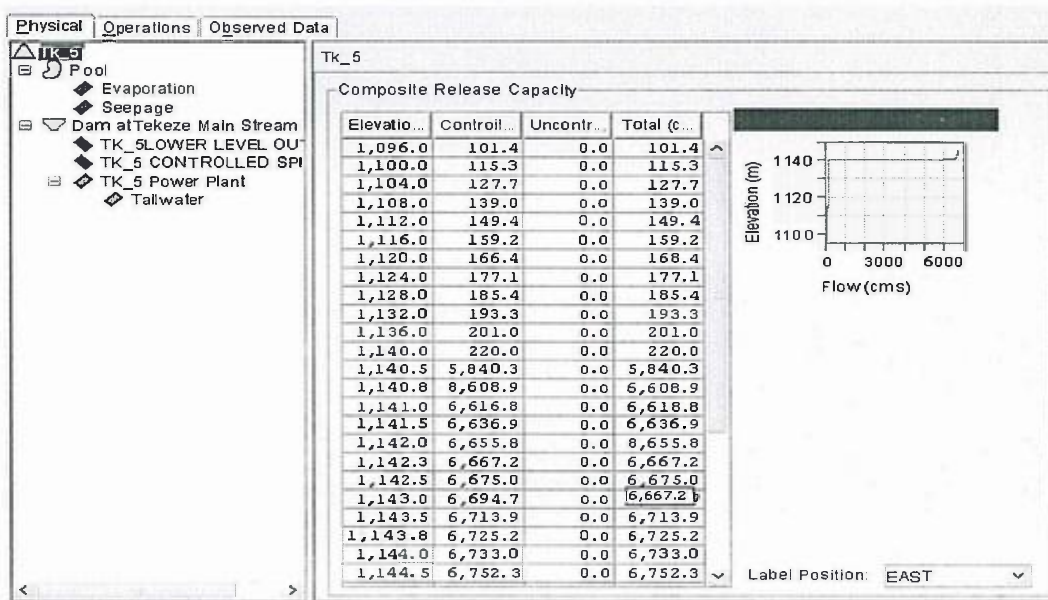 Physical Operations Observed Data
TK_5
Pool
Evaporation
Seepage
Dam at Tekeze Main Stream
TK_5LOWER LEVEL OU
TK_5 CONTROLLED SPI
TK_5 Power Plant
Tailwater
Tk_5
Composite Release Capacity
Elevatio... Controll... Uncontr... Total (c...
1,096.0 101.4 0.0 101.4
1,100.0 115.3 0.0 115.3
1,104.0 127.7 0.0 127.7
1,108.0 139.0 0.0 139.0
1,112.0 149.4 0.0 149.4
1,116.0 159.2 0.0 159.2
1,120.0 166.4 0.0 168.4
1,124.0 177.1 0.0 177.1
1,128.0 185.4 0.0 185.4
1,132.0 193.3 0.0 193.3
1,136.0 201.0 0.0 201.0
1,140.0 220.0 0.0 220.0
1,140.5 5,840.3 0.0 5,840.3
1,140.8 8,608.9 0.0 6,608.9
1,141.0 6,616.8 0.0 6,618.8
1,141.5 6,636.9 0.0 6,636.9
1,142.0 6,655.8 0.0 8,655.8
1,142.3 6,667.2 0.0 6,667.2
1,142.5 6,675.0 0.0 6,675.0
1,143.0 6,694.7 0.0 6,667.2
1,143.5 6,713.9 0.0 6,713.9
1,143.8 6,725.2 0.0 6,725.2
1,144.0 6,733.0 0.0 6,733.0
1,144.5 6,752.3 0.0 6,752.3
Elevation (m)
1140
1120
1100
0 3000 6000
Flow (cms)
Label Position: EAST